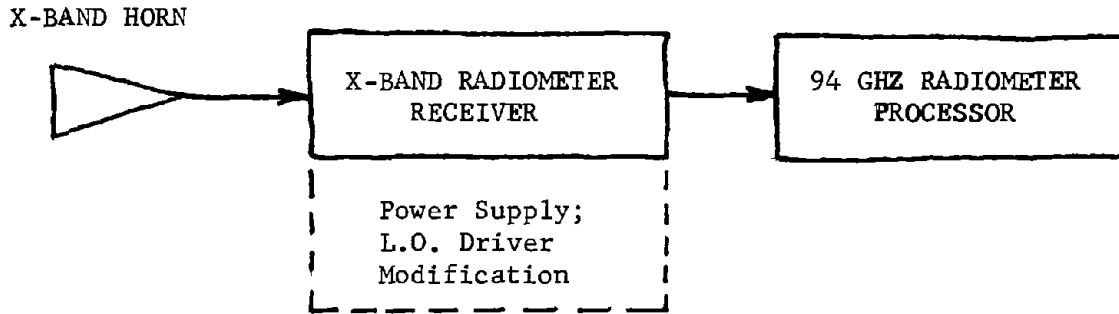 X-BAND HORN
X-BAND RADIOMETER
RECEIVER
94 GHZ RADIOMETER
PROCESSOR
Power Supply;
L.O. Driver
Modification